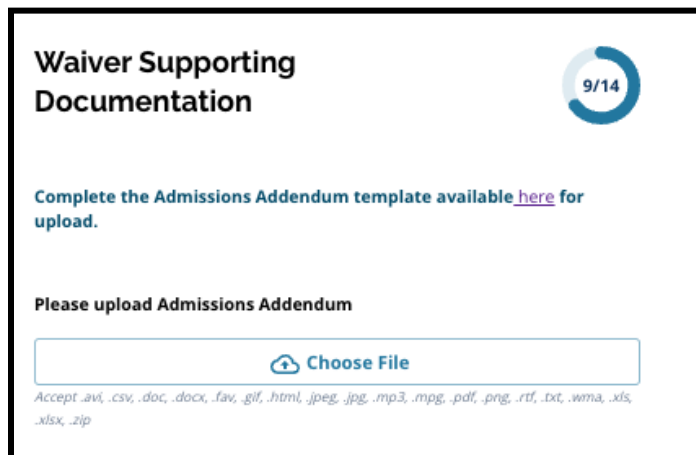 Waiver Supporting
Documentation
9/14
Complete the Admissions Addendum template available here for
upload.
Please upload Admissions Addendum
Choose File
Accept .avi, .csv, .doc, .docx, .fav, .gif, .html, .jpeg, .jpg, .mp3, .mpg, .pdf, .png, .rtf, .txt, .wma, .xls,
.xlsx, .zip